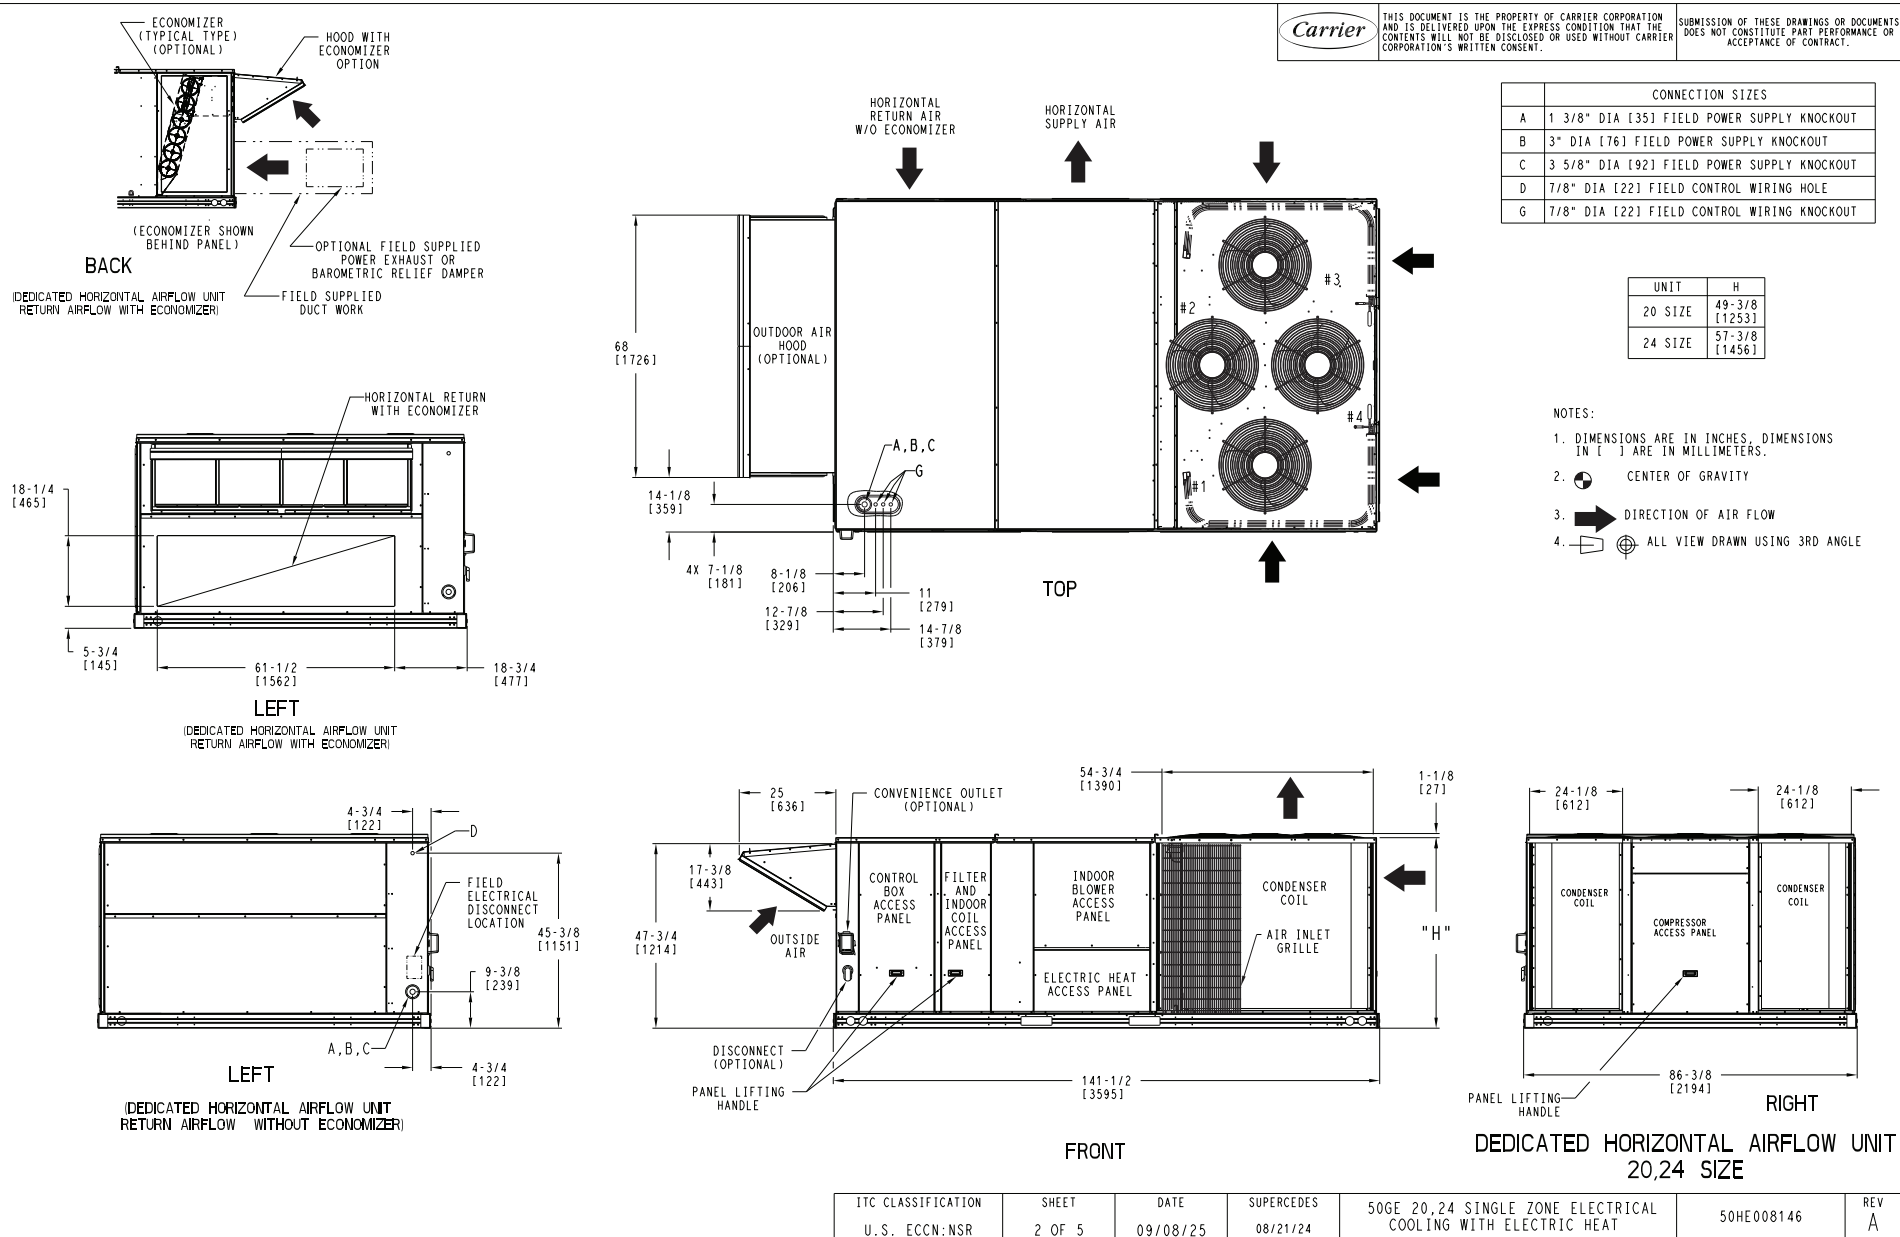 Carrier
THIS DOCUMENT IS THE PROPERTY OF CARRIER CORPORATION
AND IS DELIVERED UPON THE EXPRESS CONDITION THAT THE
CONTENTS WILL NOT BE DISCLOSED OR USED WITHOUT CARRIER
CORPORATION'S WRITTEN CONSENT.
SUBMISSION OF THESE DRAWINGS OR DOCUMENTS
DOES NOT CONSTITUTE PART PERFORMANCE OR
ACCEPTANCE OF CONTRACT.
ECONOMIZER
(TYPICAL TYPE)
(OPTIONAL)
HOOD WITH
ECONOMIZER
OPTION
(ECONOMIZER SHOWN
BEHIND PANEL)
OPTIONAL FIELD SUPPLIED
POWER EXHAUST OR
BAROMETRIC RELIEF DAMPER
FIELD SUPPLIED
DUCT WORK
BACK
(DEDICATED HORIZONTAL AIRFLOW UNIT
RETURN AIRFLOW WITH ECONOMIZER)
HORIZONTAL
RETURN AIR
W/O ECONOMIZER
HORIZONTAL
SUPPLY AIR
68
[1726]
OUTDOOR AIR
HOOD
(OPTIONAL)
#3
#2
#4
#1
A,B,C
G
14-1/8
[359]
4X 7-1/8
[181]
8-1/8
[206]
11
[279]
12-7/8
[329]
14-7/8
[379]
TOP
CONNECTION SIZES
A 1 3/8" DIA [35] FIELD POWER SUPPLY KNOCKOUT
B 3" DIA [76] FIELD POWER SUPPLY KNOCKOUT
C 3 5/8" DIA [92] FIELD POWER SUPPLY KNOCKOUT
D 7/8" DIA [22] FIELD CONTROL WIRING HOLE
G 7/8" DIA [22] FIELD CONTROL WIRING KNOCKOUT
UNIT H
20 SIZE 49-3/8
[1253]
24 SIZE 57-3/8
[1456]
NOTES:
1. DIMENSIONS ARE IN INCHES, DIMENSIONS
IN [ ] ARE IN MILLIMETERS.
2. CENTER OF GRAVITY
3. DIRECTION OF AIR FLOW
4. ALL VIEW DRAWN USING 3RD ANGLE
HORIZONTAL RETURN
WITH ECONOMIZER
18-1/4
[465]
5-3/4
[145]
61-1/2
[1562]
18-3/4
[477]
LEFT
(DEDICATED HORIZONTAL AIRFLOW UNIT
RETURN AIRFLOW WITH ECONOMIZER)
4-3/4
[122]
D
FIELD
ELECTRICAL
DISCONNECT
LOCATION
45-3/8
[1151]
9-3/8
[239]
A,B,C
4-3/4
[122]
LEFT
(DEDICATED HORIZONTAL AIRFLOW UNIT
RETURN AIRFLOW WITHOUT ECONOMIZER)
25
[636]
CONVENIENCE OUTLET
(OPTIONAL)
54-3/4
[1390]
1-1/8
[27]
17-3/8
[443]
47-3/4
[1214]
OUTSIDE
AIR
CONTROL
BOX
ACCESS
PANEL
FILTER
AND
INDOOR
COIL
ACCESS
PANEL
INDOOR
BLOWER
ACCESS
PANEL
ELECTRIC HEAT
ACCESS PANEL
CONDENSER
COIL
AIR INLET
GRILLE
"H"
DISCONNECT
(OPTIONAL)
PANEL LIFTING
HANDLE
141-1/2
[3595]
FRONT
24-1/8
[612]
24-1/8
[612]
CONDENSER
COIL
COMPRESSOR
ACCESS PANEL
CONDENSER
COIL
86-3/8
[2194]
PANEL LIFTING
HANDLE
RIGHT
DEDICATED HORIZONTAL AIRFLOW UNIT
20,24 SIZE
ITC CLASSIFICATION
U.S. ECCN:NSR
SHEET
2 OF 5
DATE
09/08/25
SUPERCEDES
08/21/24
50GE 20,24 SINGLE ZONE ELECTRICAL
COOLING WITH ELECTRIC HEAT
50HE008146
REV
A